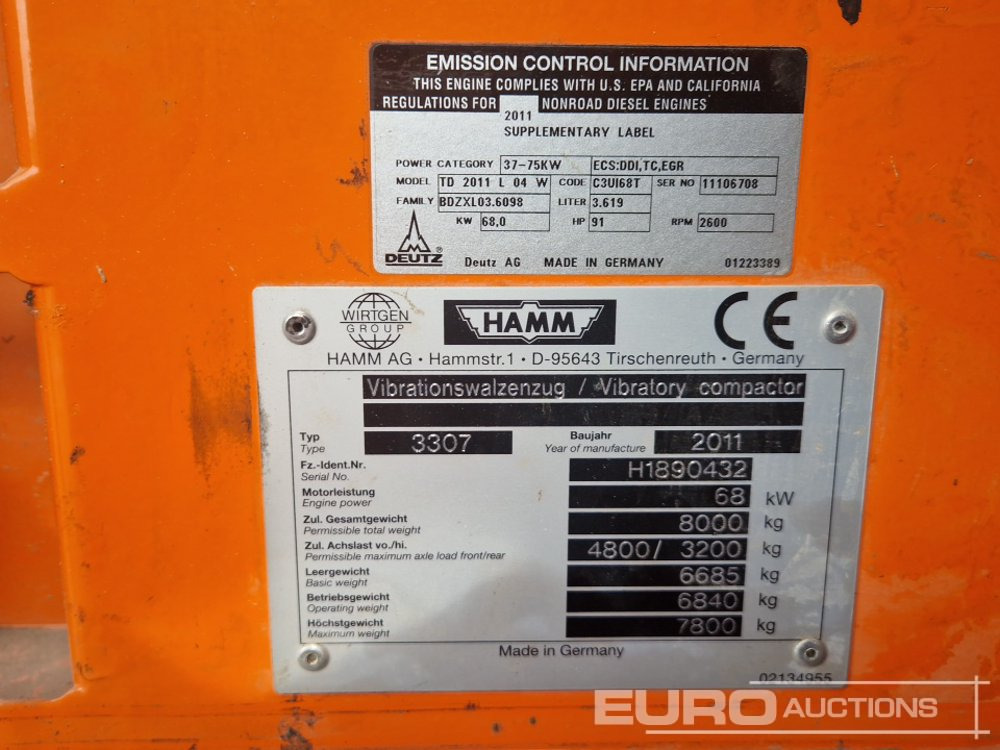 EMISSION CONTROL INFORMATION
THIS ENGINE COMPLIES WITH U.S. EPA AND CALIFORNIA
REGULATIONS FOR 2011 NONROAD DIESEL ENGINES
SUPPLEMENTARY LABEL
POWER CATEGORY 37-75KW ECS:DDI,TC,EGR
MODEL TD 2011 L 04 W CODE C3UI68T SER NO 11106708
FAMILY BDZXL03.6098 LITER 3.619
KW 68,0 HP 91 RPM 2600
DEUTZ ® Deutz AG MADE IN GERMANY 01223389
WIRTGEN
GROUP
HAMM
CE
HAMM AG · Hammstr.1 · D-95643 Tirschenreuth · Germany
Vibrationswalzenzug / Vibratory compactor
Typ
Type
3307
Baujahr
Year of manufacture
2011
Fz.-Ident.Nr.
Serial No.
H1890432
Motorleistung
Engine power
68 kW
Zul. Gesamtgewicht
Permissible total weight
8000 kg
Zul. Achslast vo./hi.
Permissible maximum axle load front/rear
4800/ 3200 kg
Leergewicht
Basic weight
6685 kg
Betriebsgewicht
Operating weight
6840 kg
Höchstgewicht
Maximum weight
7800 kg
Made in Germany
02134955
EURO AUCTIONS